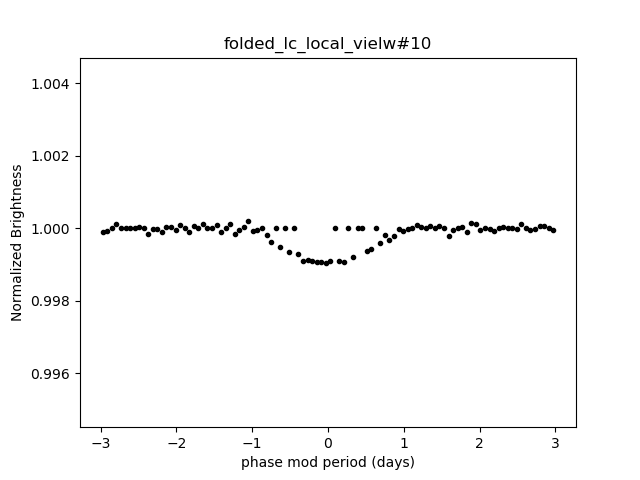 folded_lc_local_vielw#10
1.004
1.002
1.000
0.998
0.996
Normalized Brightness
−3 −2 −1 0 1 2 3
phase mod period (days)